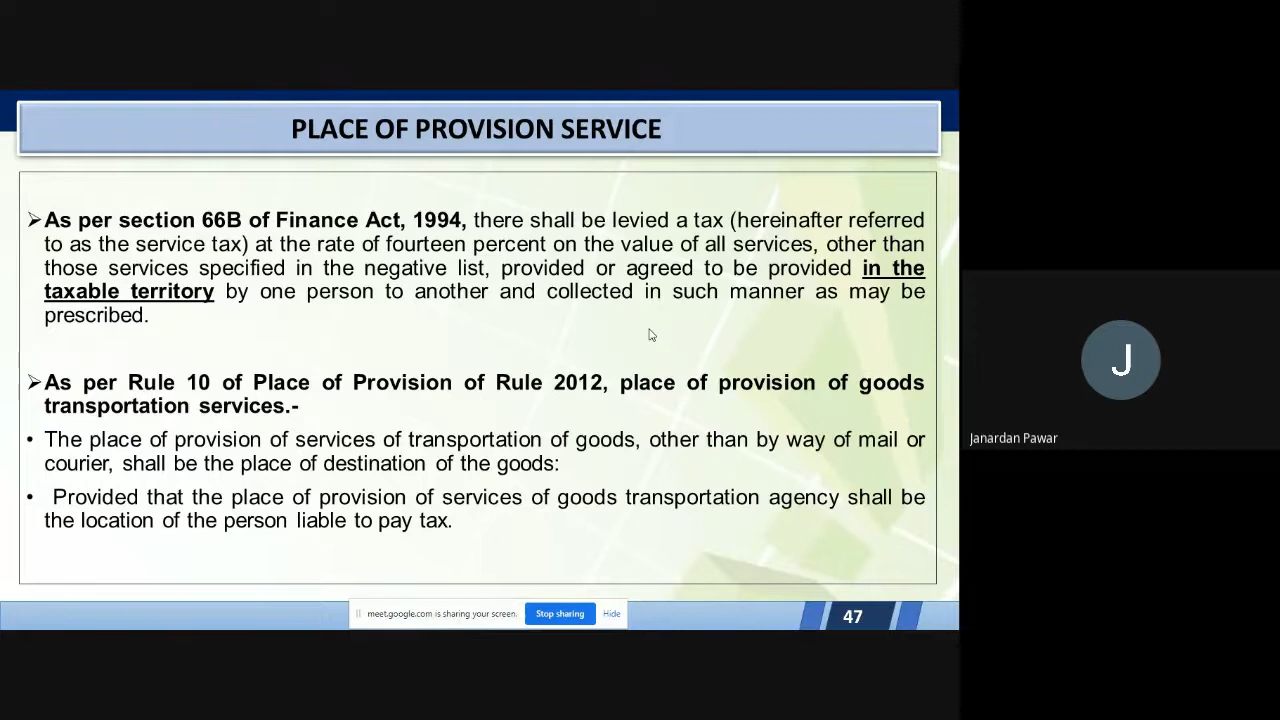 PLACE OF PROVISION SERVICE
➢As per section 66B of Finance Act, 1994, there shall be levied a tax (hereinafter referred
to as the service tax) at the rate of fourteen percent on the value of all services, other than
those services specified in the negative list, provided or agreed to be provided in the
taxable territory by one person to another and collected in such manner as may be
prescribed.
➢As per Rule 10 of Place of Provision of Rule 2012, place of provision of goods
transportation services.-
• The place of provision of services of transportation of goods, other than by way of mail or
courier, shall be the place of destination of the goods:
• Provided that the place of provision of services of goods transportation agency shall be
the location of the person liable to pay tax.
meet.google.com is sharing your screen. Stop sharing Hide
47
J
Janardan Pawar